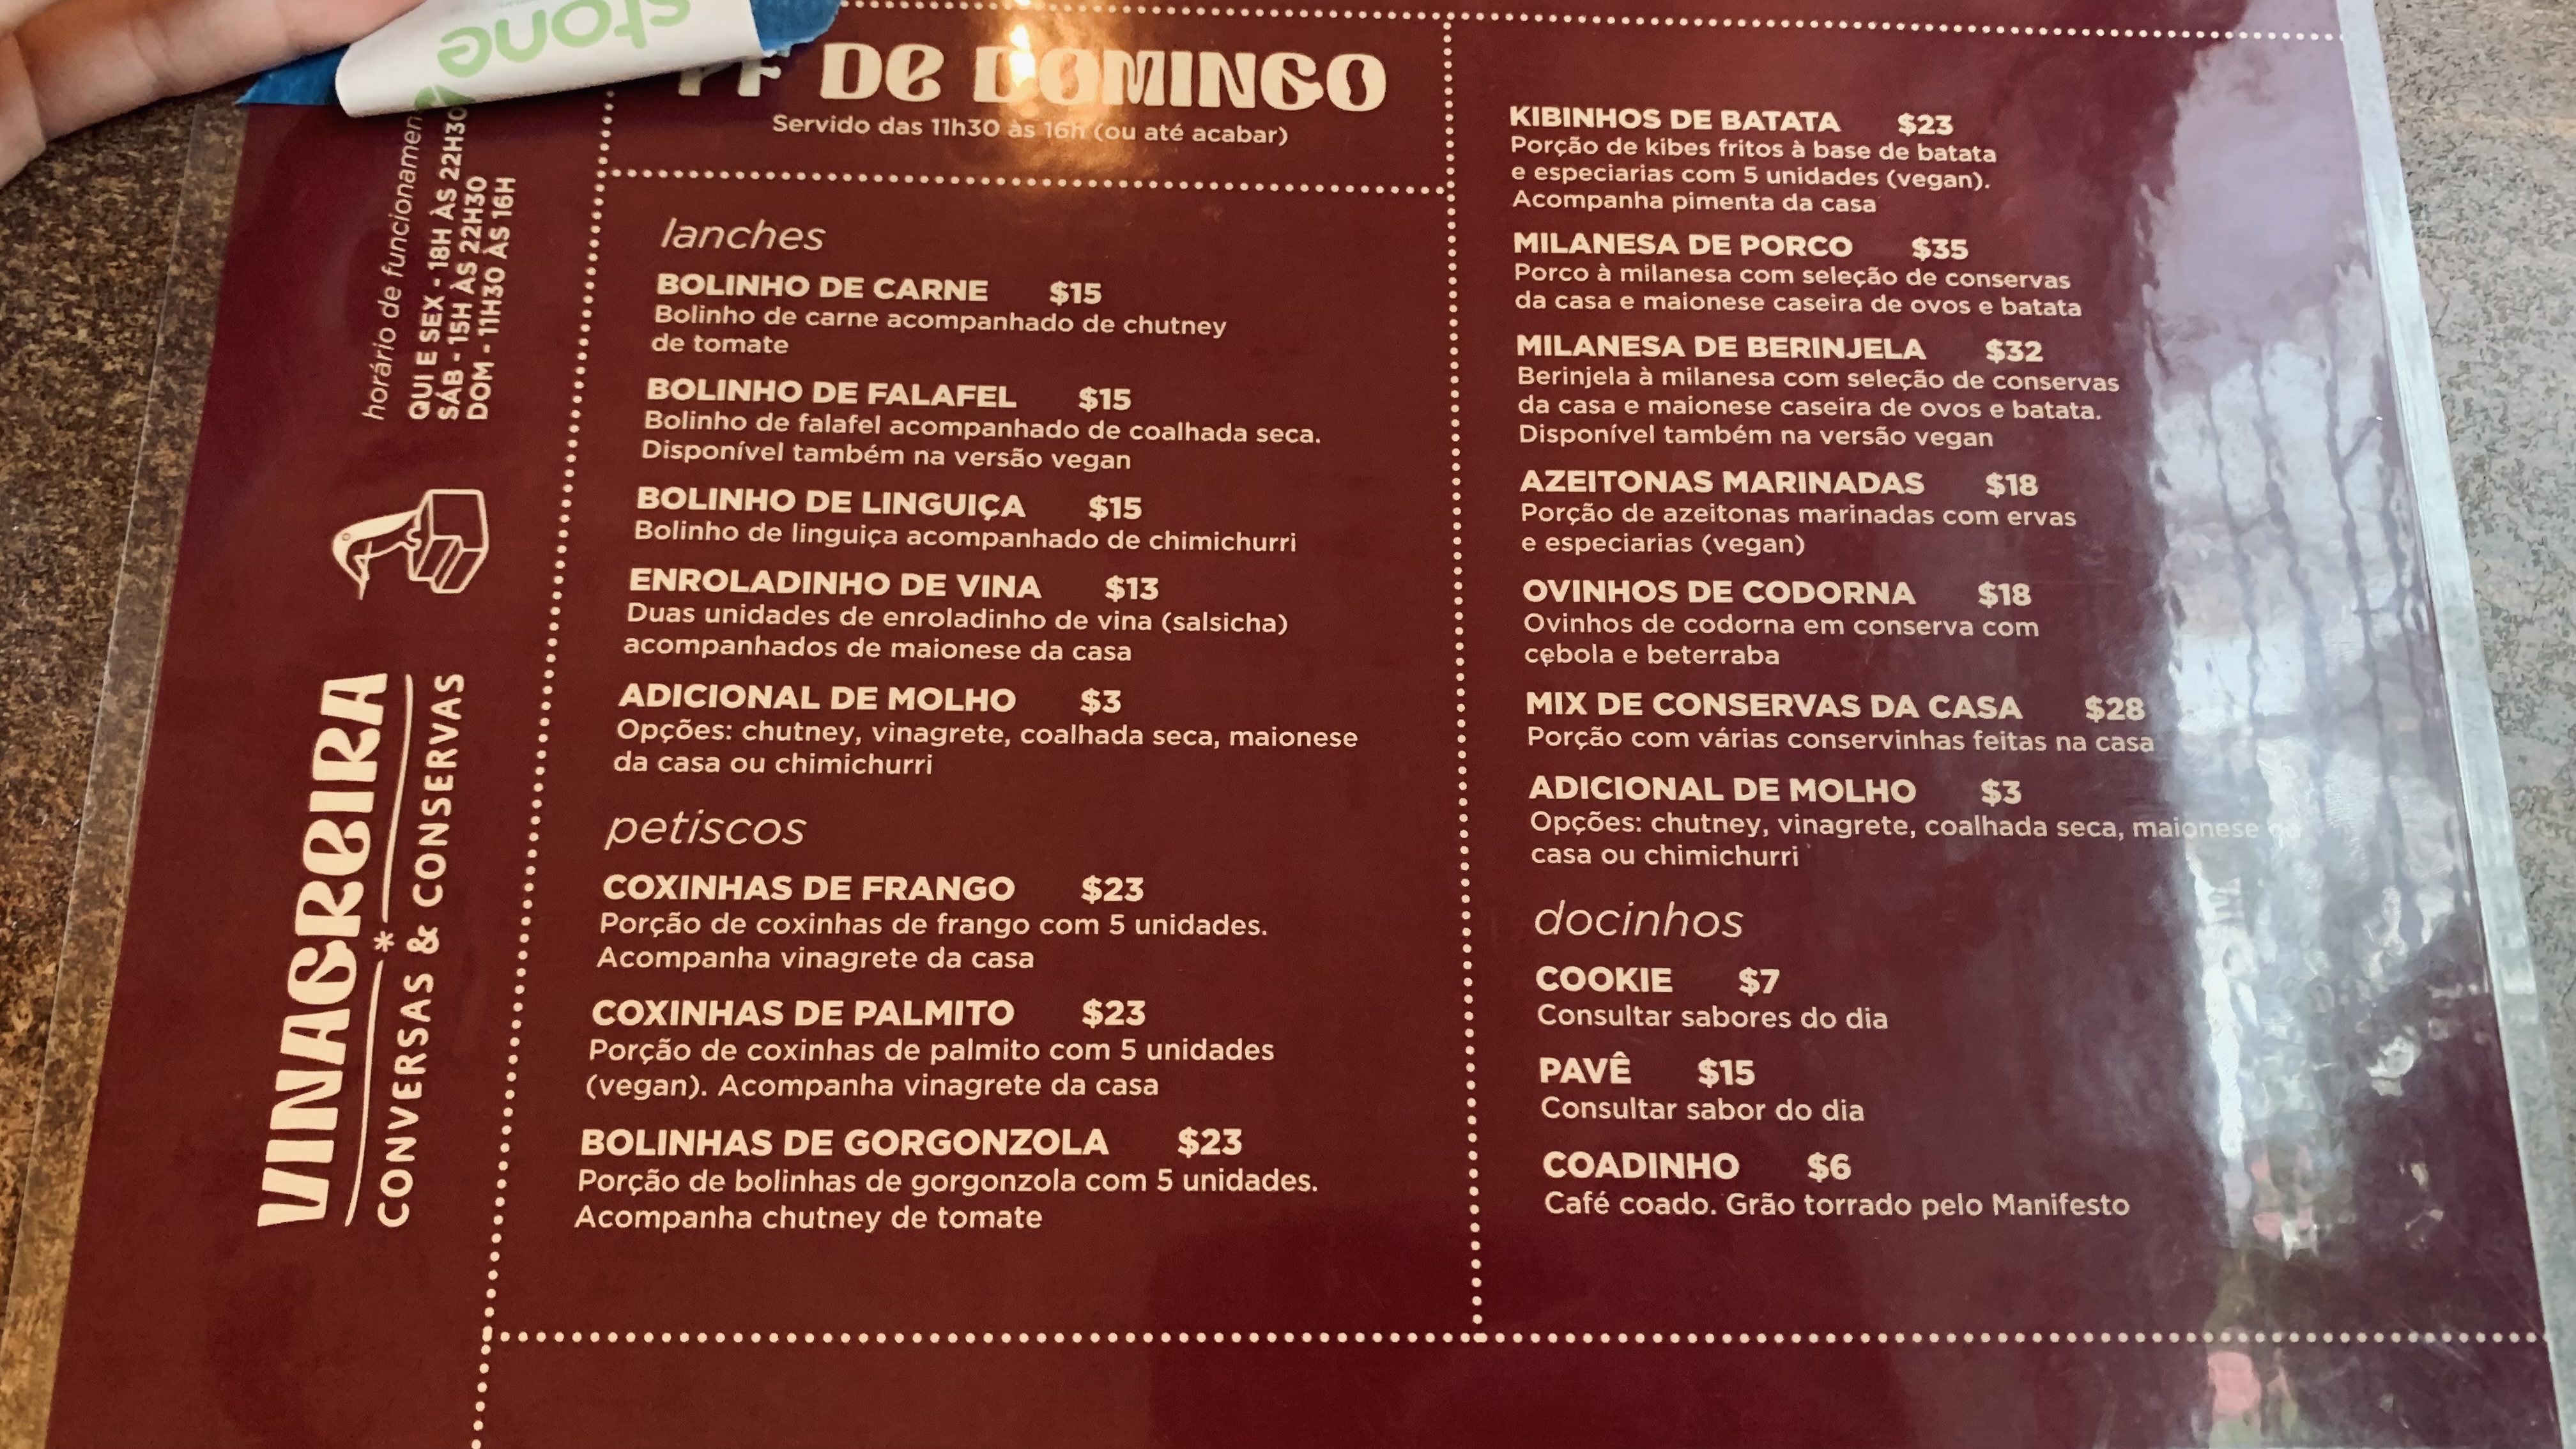 stone
PF DE DOMINGO
Servido das 11h30 às 16h (ou até acabar)
horário de funcionamen
QUI E SEX - 18H ÀS 22H30
SÁB - 15H ÀS 22H30
DOM - 11H30 ÀS 16H
VINAGREIRA
*
CONVERSAS & CONSERVAS
lanches
BOLINHO DE CARNE $15
Bolinho de carne acompanhado de chutney
de tomate
BOLINHO DE FALAFEL $15
Bolinho de falafel acompanhado de coalhada seca.
Disponível também na versão vegan
BOLINHO DE LINGUIÇA $15
Bolinho de linguiça acompanhado de chimichurri
ENROLADINHO DE VINA $13
Duas unidades de enroladinho de vina (salsicha)
acompanhados de maionese da casa
ADICIONAL DE MOLHO $3
Opções: chutney, vinagrete, coalhada seca, maionese
da casa ou chimichurri
petiscos
COXINHAS DE FRANGO $23
Porção de coxinhas de frango com 5 unidades.
Acompanha vinagrete da casa
COXINHAS DE PALMITO $23
Porção de coxinhas de palmito com 5 unidades
(vegan). Acompanha vinagrete da casa
BOLINHAS DE GORGONZOLA $23
Porção de bolinhas de gorgonzola com 5 unidades.
Acompanha chutney de tomate
KIBINHOS DE BATATA $23
Porção de kibes fritos à base de batata
e especiarias com 5 unidades (vegan).
Acompanha pimenta da casa
MILANESA DE PORCO $35
Porco à milanesa com seleção de conservas
da casa e maionese caseira de ovos e batata
MILANESA DE BERINJELA $32
Berinjela à milanesa com seleção de conservas
da casa e maionese caseira de ovos e batata.
Disponível também na versão vegan
AZEITONAS MARINADAS $18
Porção de azeitonas marinadas com ervas
e especiarias (vegan)
OVINHOS DE CODORNA $18
Ovinhos de codorna em conserva com
cebola e beterraba
MIX DE CONSERVAS DA CASA $28
Porção com várias conservinhas feitas na casa
ADICIONAL DE MOLHO $3
Opções: chutney, vinagrete, coalhada seca, maionese
casa ou chimichurri
docinhos
COOKIE $7
Consultar sabores do dia
PAVÊ $15
Consultar sabor do dia
COADINHO $6
Café coado. Grão torrado pelo Manifesto